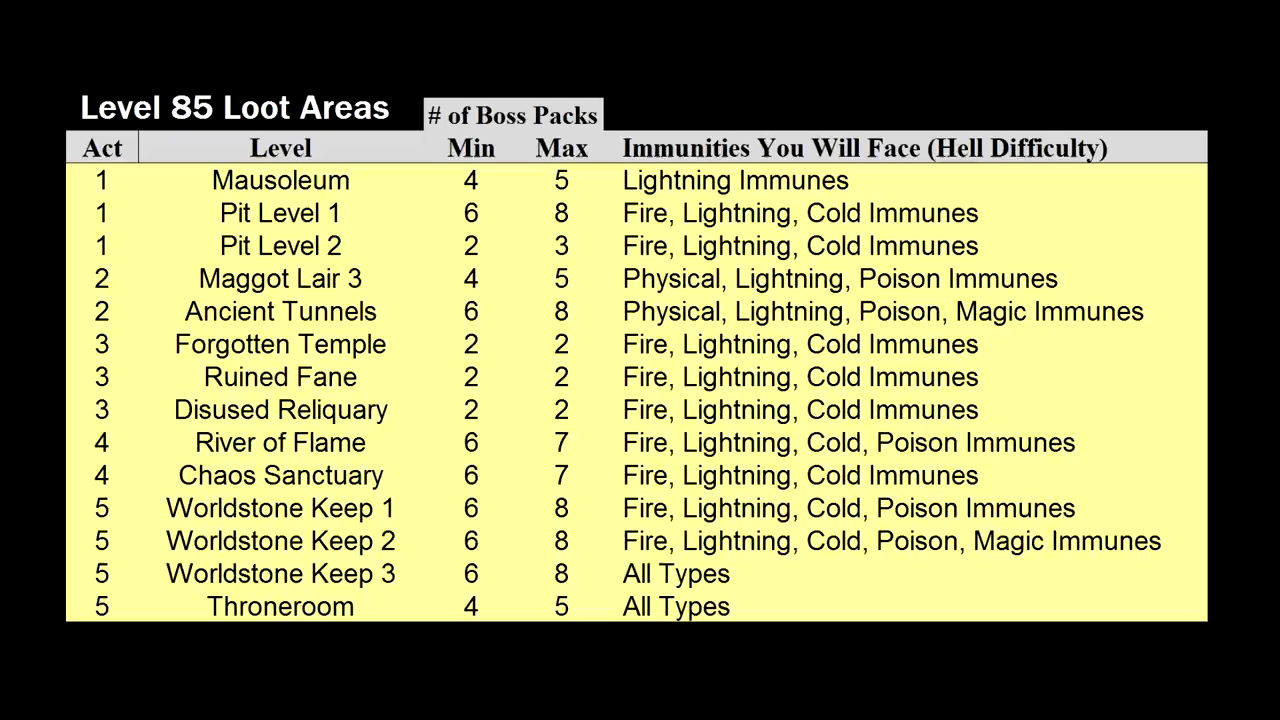 Level 85 Loot Areas
# of Boss Packs
Act Level Min Max Immunities You Will Face (Hell Difficulty)
1 Mausoleum 4 5 Lightning Immunes
1 Pit Level 1 6 8 Fire, Lightning, Cold Immunes
1 Pit Level 2 2 3 Fire, Lightning, Cold Immunes
2 Maggot Lair 3 4 5 Physical, Lightning, Poison Immunes
2 Ancient Tunnels 6 8 Physical, Lightning, Poison, Magic Immunes
3 Forgotten Temple 2 2 Fire, Lightning, Cold Immunes
3 Ruined Fane 2 2 Fire, Lightning, Cold Immunes
3 Disused Reliquary 2 2 Fire, Lightning, Cold Immunes
4 River of Flame 6 7 Fire, Lightning, Cold, Poison Immunes
4 Chaos Sanctuary 6 7 Fire, Lightning, Cold Immunes
5 Worldstone Keep 1 6 8 Fire, Lightning, Cold, Poison Immunes
5 Worldstone Keep 2 6 8 Fire, Lightning, Cold, Poison, Magic Immunes
5 Worldstone Keep 3 6 8 All Types
5 Throneroom 4 5 All Types